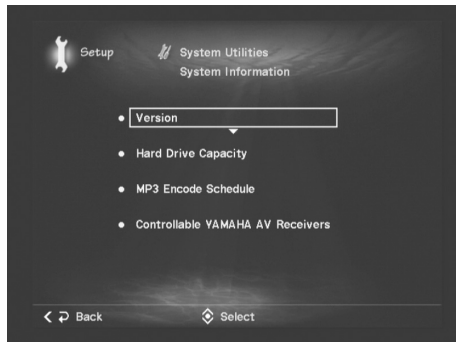 Setup
System Utilities
System Information
Version
Hard Drive Capacity
MP3 Encode Schedule
Controllable YAMAHA AV Receivers
Back
Select